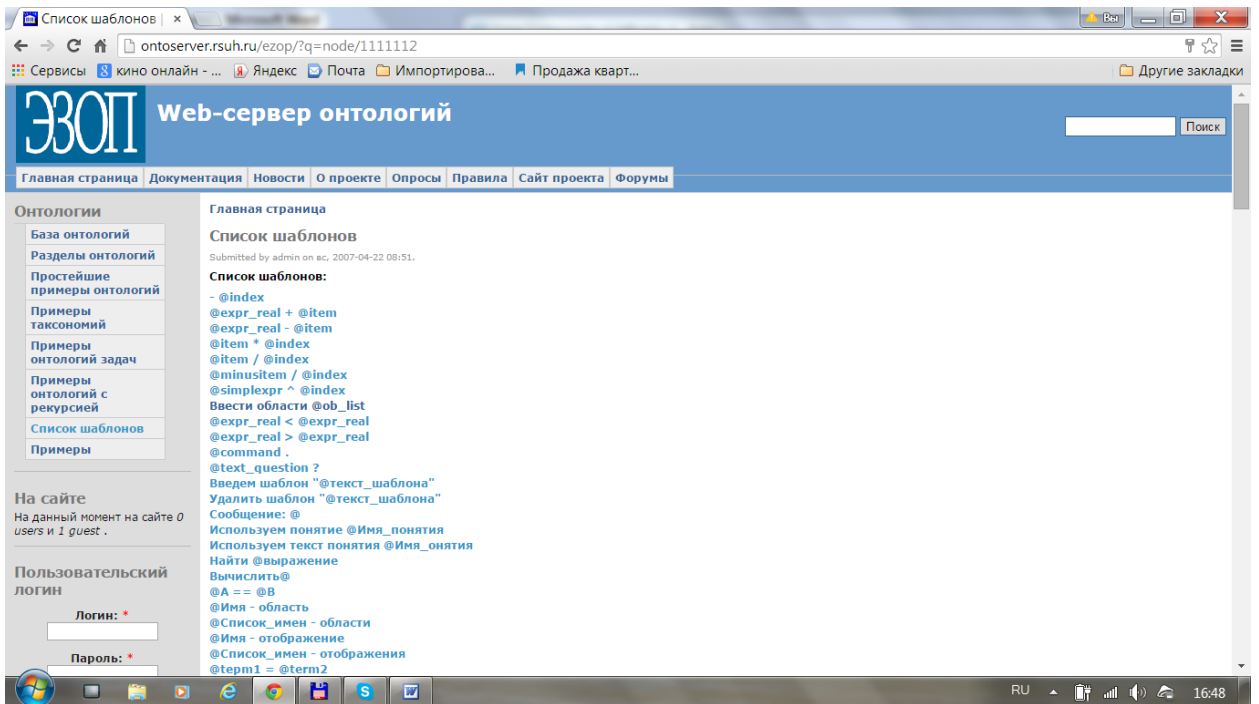 Список шаблонов |
Microsoft Word
Вы
ontoserver.rsuh.ru/ezop/?q=node/1111112
Сервисы
кино онлайн - ...
Яндекс
Почта
Импортирова...
Продажа кварт...
Другие закладки
ЭЗОП
Web-сервер онтологий
Поиск
Главная страница Документация Новости О проекте Опросы Правила Сайт проекта Форумы
Онтологии
База онтологий
Разделы онтологий
Простейшие
примеры онтологий
Примеры
таксономий
Примеры
онтологий задач
Примеры
онтологий с
рекурсией
Список шаблонов
Примеры
На сайте
На данный момент на сайте 0
users и 1 guest .
Пользовательский
логин
Логин: *
Пароль: *
Главная страница
Список шаблонов
Submitted by admin on вс, 2007-04-22 08:51.
Список шаблонов:
- @index
@expr_real + @item
@expr_real - @item
@item * @index
@item / @index
@minusitem / @index
@simplexpr ^ @index
Ввести области @ob_list
@expr_real < @expr_real
@expr_real > @expr_real
@command .
@text_question ?
Введем шаблон "@текст_шаблона"
Удалить шаблон "@текст_шаблона"
Сообщение: @
Используем понятие @Имя_понятия
Используем текст понятия @Имя_онятия
Найти @выражение
Вычислить@
@A == @B
@Имя - область
@Список_имен - области
@Имя - отображение
@Список_имен - отображения
@tepm1 = @term2
RU
16:48